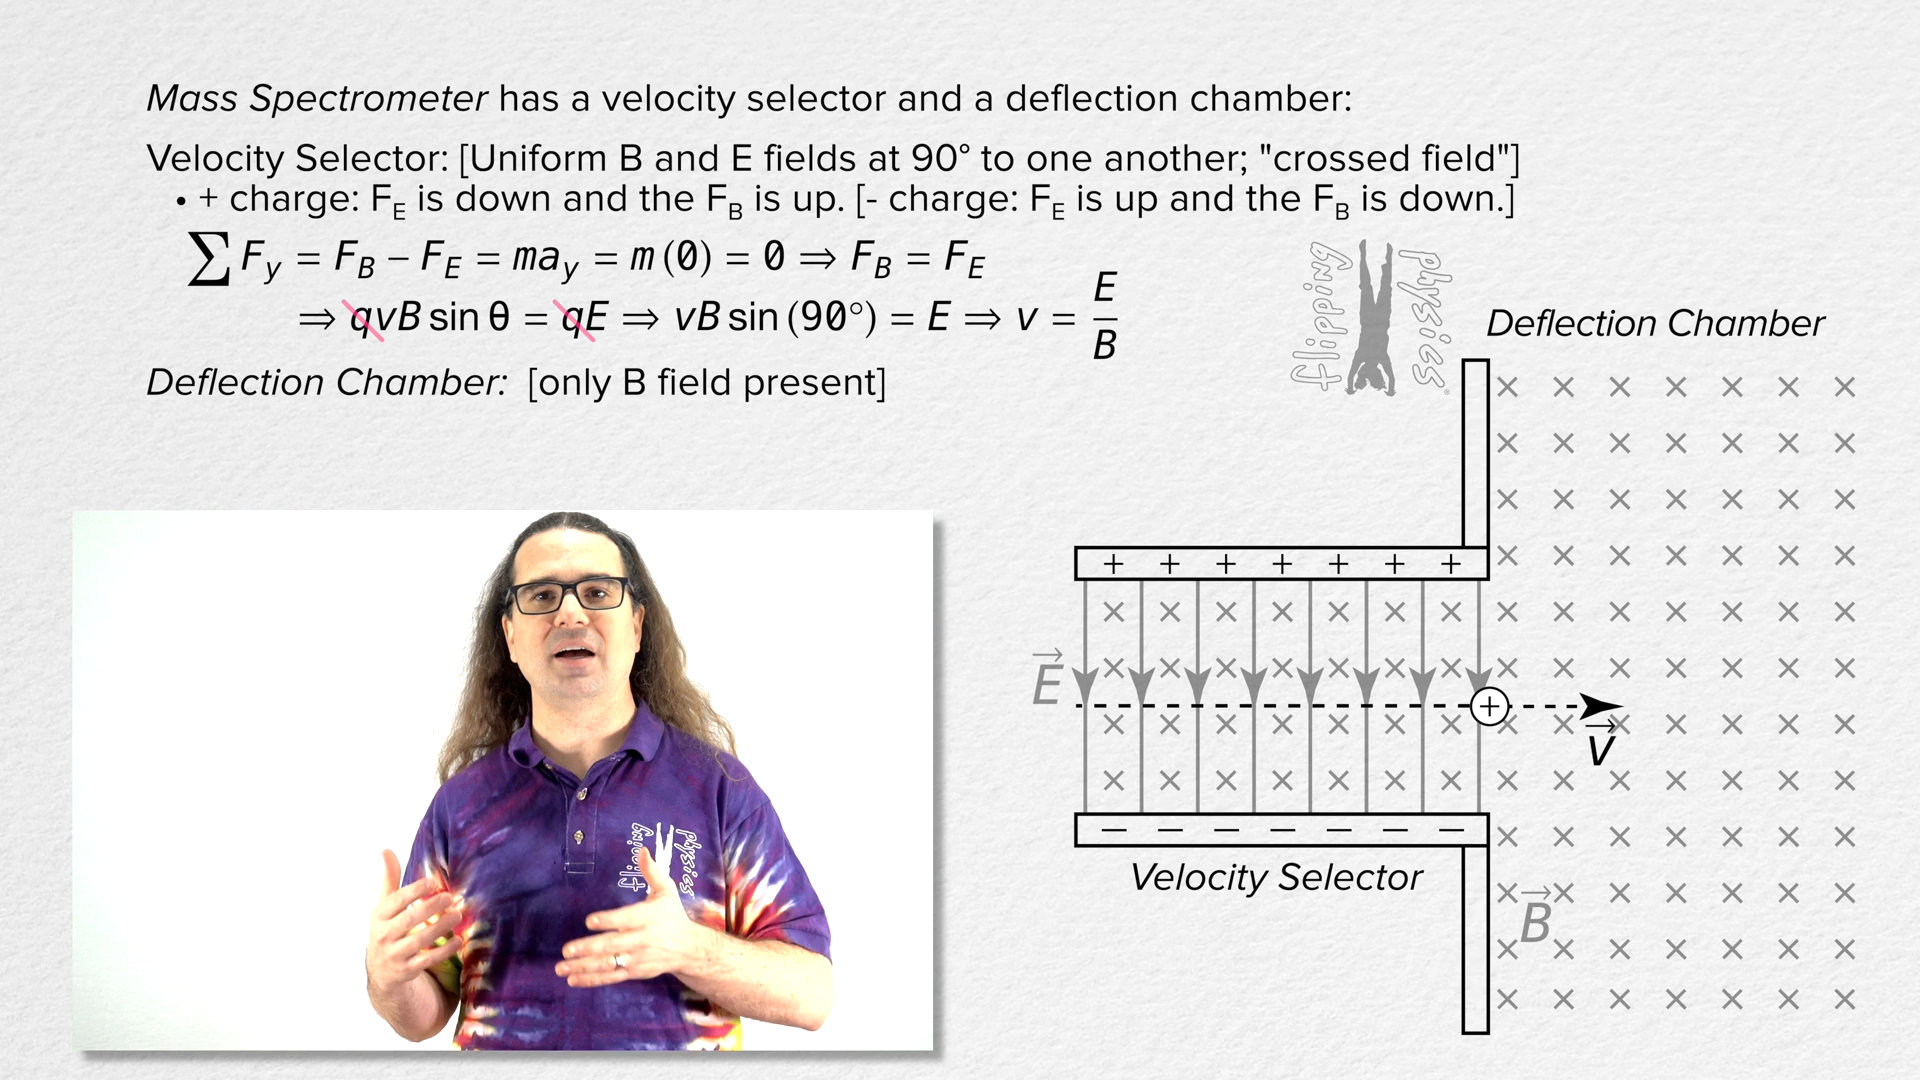 Mass Spectrometer has a velocity selector and a deflection chamber:
Velocity Selector: [Uniform B and E fields at 90° to one another; "crossed field"]
• + charge: F_E is down and the F_B is up. [- charge: F_E is up and the F_B is down.]
∑ F_y = F_B − F_E = ma_y = m (0) = 0 ⇒ F_B = F_E
⇒ qvB sin θ = qE ⇒ vB sin (90°) = E ⇒ v = E/B
Deflection Chamber: [only B field present]
flipping physics
Deflection Chamber
× × × × × × ×
× × × × × × ×
× × × × × × ×
+ + + + + + + × × × × × × ×
× × × × × × × × × × × × × ×
E⃗ × × × × × × × × × × × × × ×
+
× × × × × × × × × × × × × ×
v⃗
× × × × × × × × × × × × × ×
− − − − − − − × × × × × × ×
Velocity Selector
× × × × × × ×
B⃗
× × × × × × ×
× × × × × × ×
flipping physics